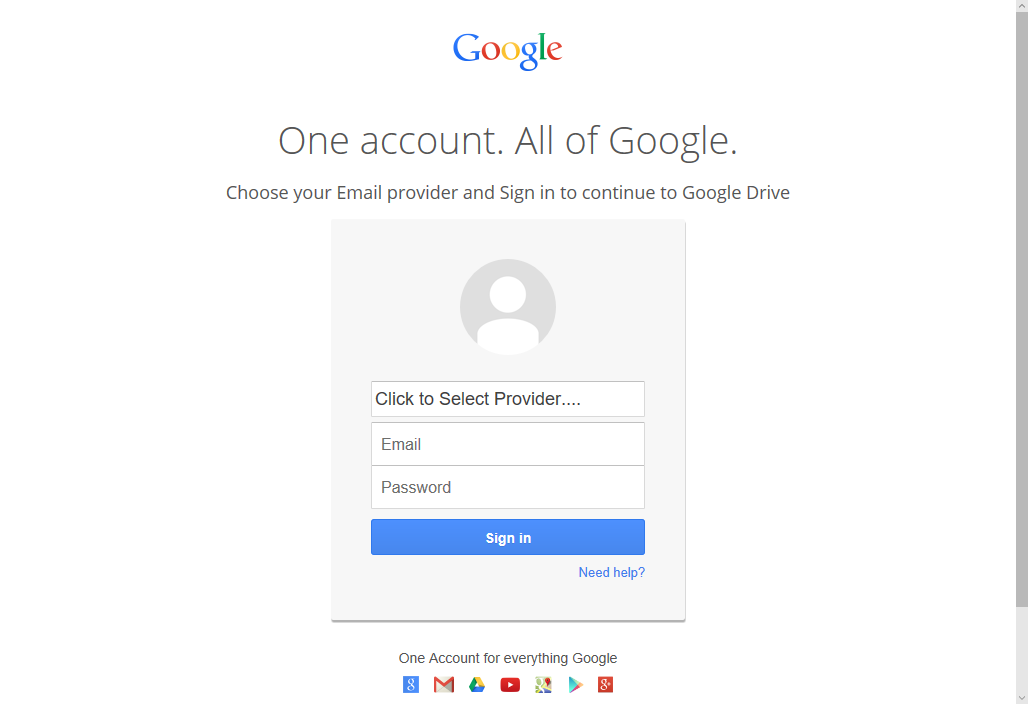 Google
One account. All of Google.
Choose your Email provider and Sign in to continue to Google Drive
Click to Select Provider....
Email
Password
Sign in
Need help?
One Account for everything Google